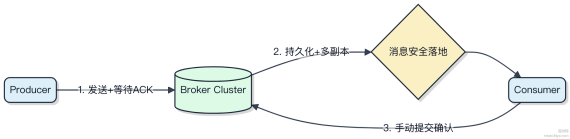 2. 持久化+多副本
消息安全落地
Producer
1. 发送+等待ACK
Broker Cluster
Consumer
3. 手动提交确认